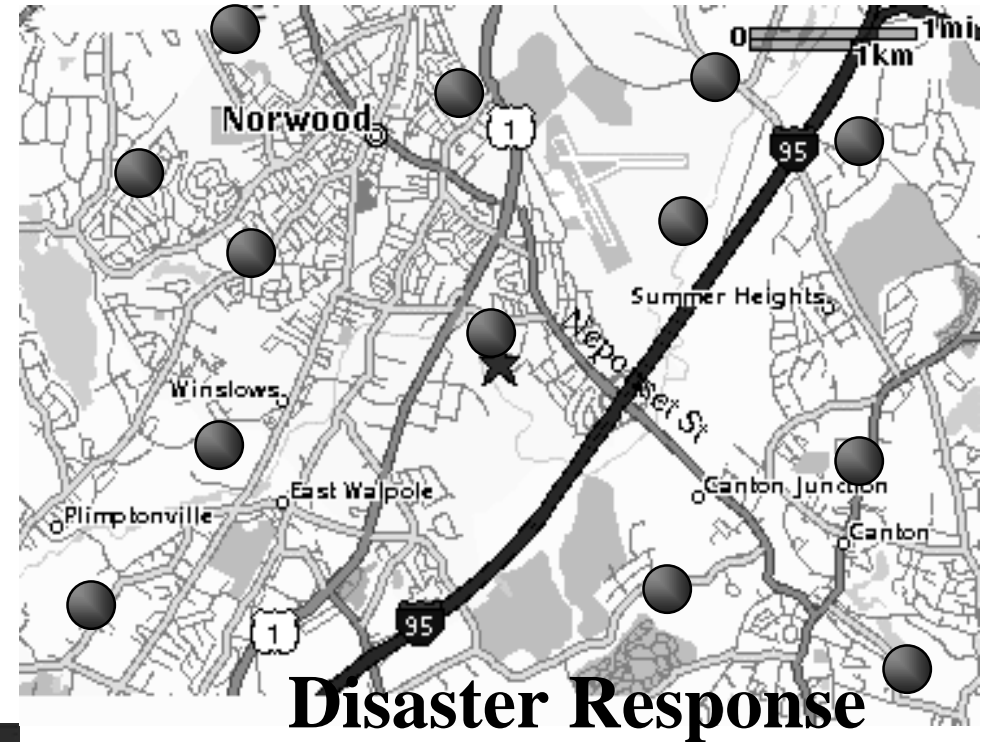 0 1mi
1km
Norwood
1
95
Summer Heights
Neponset St
Winslows
East Walpole
Canton Junction
Plimptonville
Canton
1
95
Disaster Response